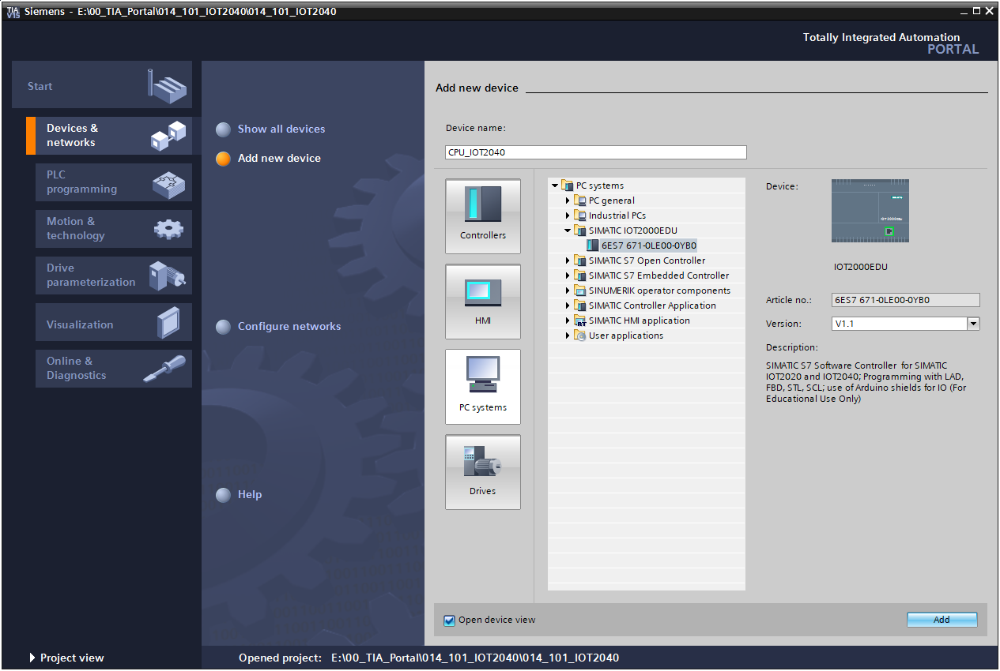 TIA V15 Siemens - E:\00_TIA_Portal\014_101_IOT2040\014_101_IOT2040
Totally Integrated Automation
PORTAL
Start
Devices &
networks
PLC
programming
Motion &
technology
Drive
parameterization
Visualization
Online &
Diagnostics
Show all devices
Add new device
Configure networks
Help
Add new device
Device name:
CPU_IOT2040
Controllers
HMI
PC systems
Drives
PC systems
PC general
Industrial PCs
SIMATIC IOT2000EDU
6ES7 671-0LE00-0YB0
SIMATIC S7 Open Controller
SIMATIC S7 Embedded Controller
SINUMERIK operator components
SIMATIC Controller Application
RT SIMATIC HMI application
User applications
Device:
IOT2000EDU
Article no.: 6ES7 671-0LE00-0YB0
Version: V1.1
Description:
SIMATIC S7 Software Controller for SIMATIC
IOT2020 and IOT2040; Programming with LAD,
FBD, STL, SCL; use of Arduino shields for IO (For
Educational Use Only)
Open device view
Add
Project view
Opened project: E:\00_TIA_Portal\014_101_IOT2040\014_101_IOT2040